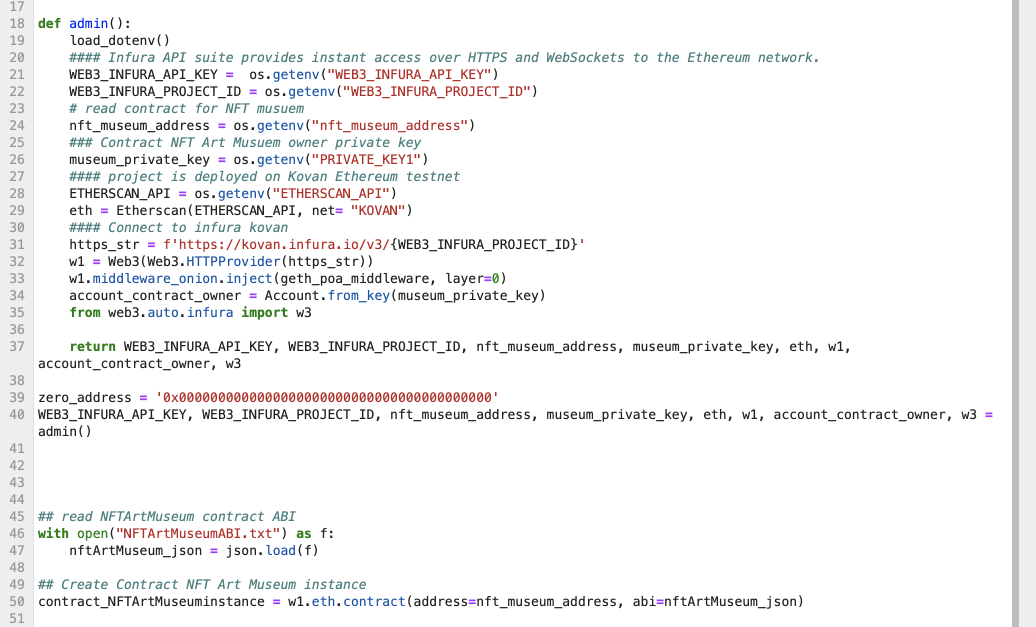 17
18 def admin():
19     load_dotenv()
20     #### Infura API suite provides instant access over HTTPS and WebSockets to the Ethereum network.
21     WEB3_INFURA_API_KEY =  os.getenv("WEB3_INFURA_API_KEY")
22     WEB3_INFURA_PROJECT_ID = os.getenv("WEB3_INFURA_PROJECT_ID")
23     # read contract for NFT musuem
24     nft_museum_address = os.getenv("nft_museum_address")
25     ### Contract NFT Art Musuem owner private key
26     museum_private_key = os.getenv("PRIVATE_KEY1")
27     #### project is deployed on Kovan Ethereum testnet
28     ETHERSCAN_API = os.getenv("ETHERSCAN_API")
29     eth = Etherscan(ETHERSCAN_API, net= "KOVAN")
30     #### Connect to infura kovan
31     https_str = f'https://kovan.infura.io/v3/{WEB3_INFURA_PROJECT_ID}'
32     w1 = Web3(Web3.HTTPProvider(https_str))
33     w1.middleware_onion.inject(geth_poa_middleware, layer=0)
34     account_contract_owner = Account.from_key(museum_private_key)
35     from web3.auto.infura import w3
36
37     return WEB3_INFURA_API_KEY, WEB3_INFURA_PROJECT_ID, nft_museum_address, museum_private_key, eth, w1,
account_contract_owner, w3
38
39 zero_address = '0x0000000000000000000000000000000000000000'
40 WEB3_INFURA_API_KEY, WEB3_INFURA_PROJECT_ID, nft_museum_address, museum_private_key, eth, w1, account_contract_owner, w3 =
admin()
41
42
43
44
45 ## read NFTArtMuseum contract ABI
46 with open("NFTArtMuseumABI.txt") as f:
47     nftArtMuseum_json = json.load(f)
48
49 ## Create Contract NFT Art Museum instance
50 contract_NFTArtMuseuminstance = w1.eth.contract(address=nft_museum_address, abi=nftArtMuseum_json)
51